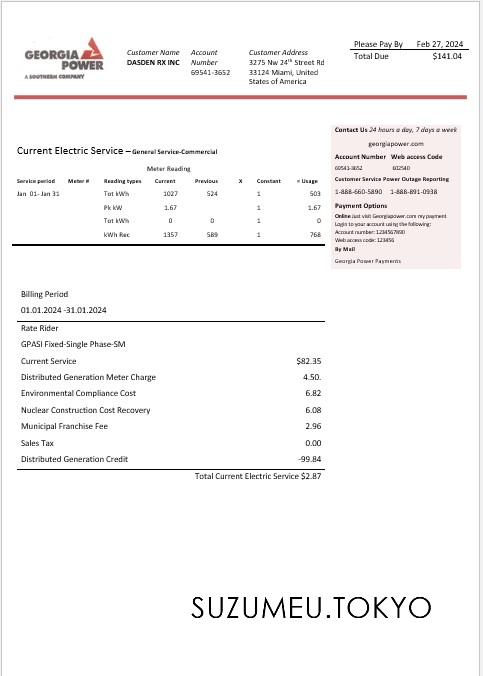 GEORGIA
POWER
A SOUTHERN COMPANY
Customer Name
DASDEN RX INC
Account
Number
69541-3652
Customer Address
3275 Nw 24th Street Rd
33124 Miami, United
States of America
Please Pay By Feb 27, 2024
Total Due $141.04
Contact Us 24 hours a day, 7 days a week
georgiapower.com
Account Number Web access Code
69541-3652 602540
Customer Service Power Outage Reporting
1-888-660-5890 1-888-891-0938
Payment Options
Online Just visit Georgiapower.com my payment
Login to your account using the following:
Account number: 1234567890
Web access code: 123456
By Mail
Georgia Power Payments
Current Electric Service – General Service-Commercial
Meter Reading
Service period Meter # Reading types Current Previous X Constant = Usage
Jan 01- Jan 31 Tot kWh 1027 524 1 503
Pk kW 1.67 1 1.67
Tot kWh 0 0 1 0
kWh Rec 1357 589 1 768
Billing Period
01.01.2024 -31.01.2024
Rate Rider
GPASI Fixed-Single Phase-SM
Current Service $82.35
Distributed Generation Meter Charge 4.50.
Environmental Compliance Cost 6.82
Nuclear Construction Cost Recovery 6.08
Municipal Franchise Fee 2.96
Sales Tax 0.00
Distributed Generation Credit -99.84
Total Current Electric Service $2.87
SUZUMEU.TOKYO